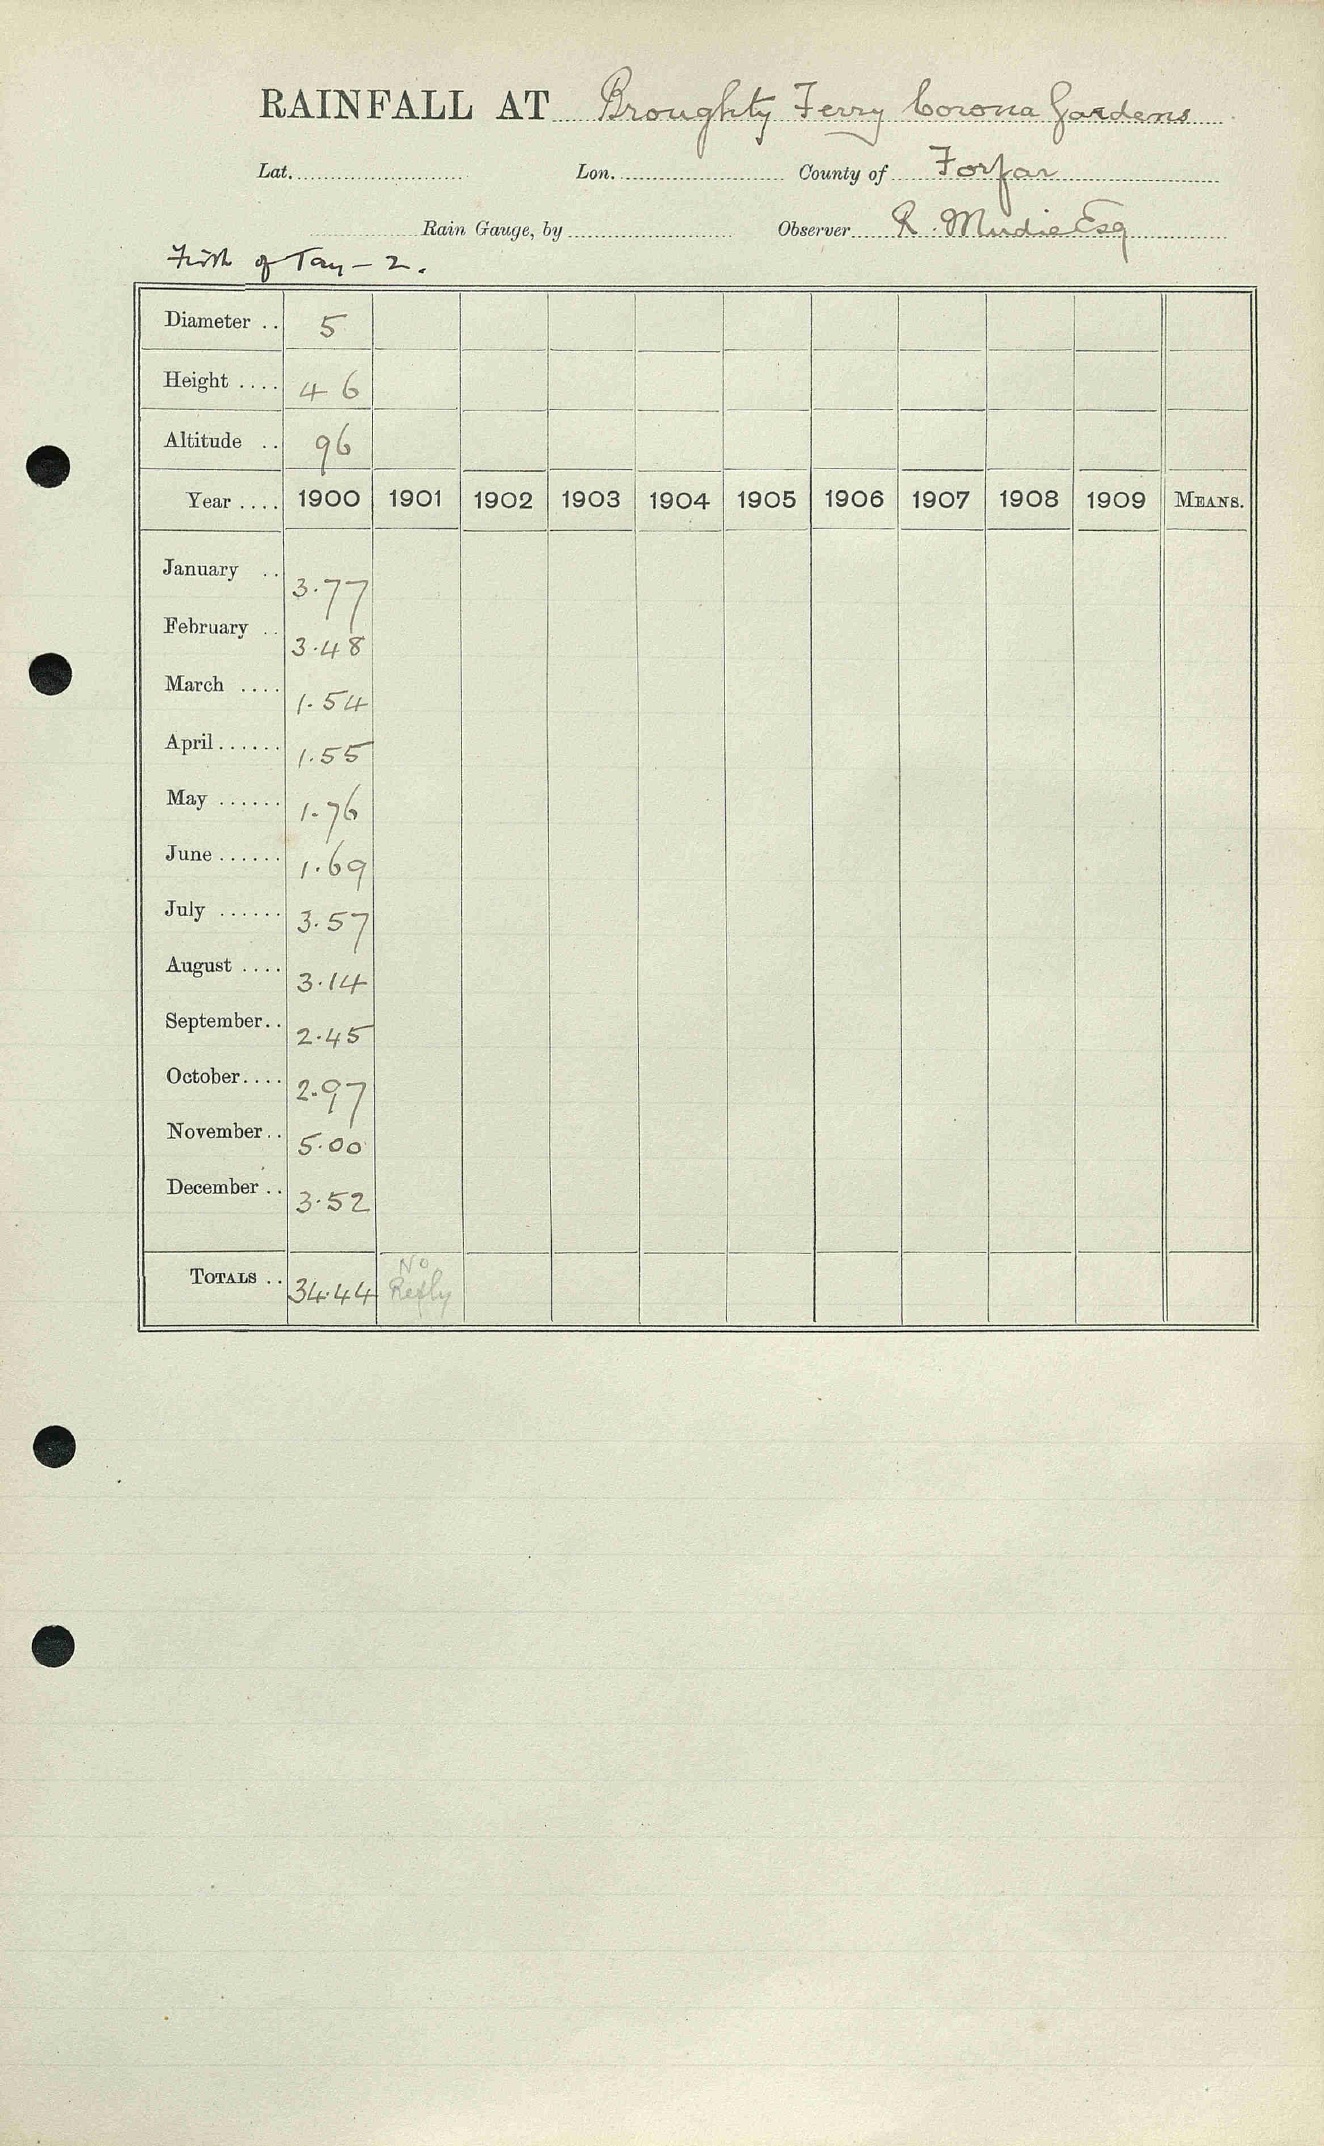 RAINFALL AT Broughty Ferry Corona Gardens
Lat. Lon. County of Forfar
Rain Gauge, by Observer R. Mudie Esq
Firth of Tay – 2.
Diameter .. 5
Height .... 4 6
Altitude .. 96
Year .... 1900 1901 1902 1903 1904 1905 1906 1907 1908 1909 MEANS.
January .. 3.77
February .. 3.48
March .... 1.54
April...... 1.55
May ...... 1.76
June ...... 1.69
July ...... 3.57
August .... 3.14
September.. 2.45
October.... 2.97
November.. 5.00
December .. 3.52
TOTALS .. 34.44 No Reply